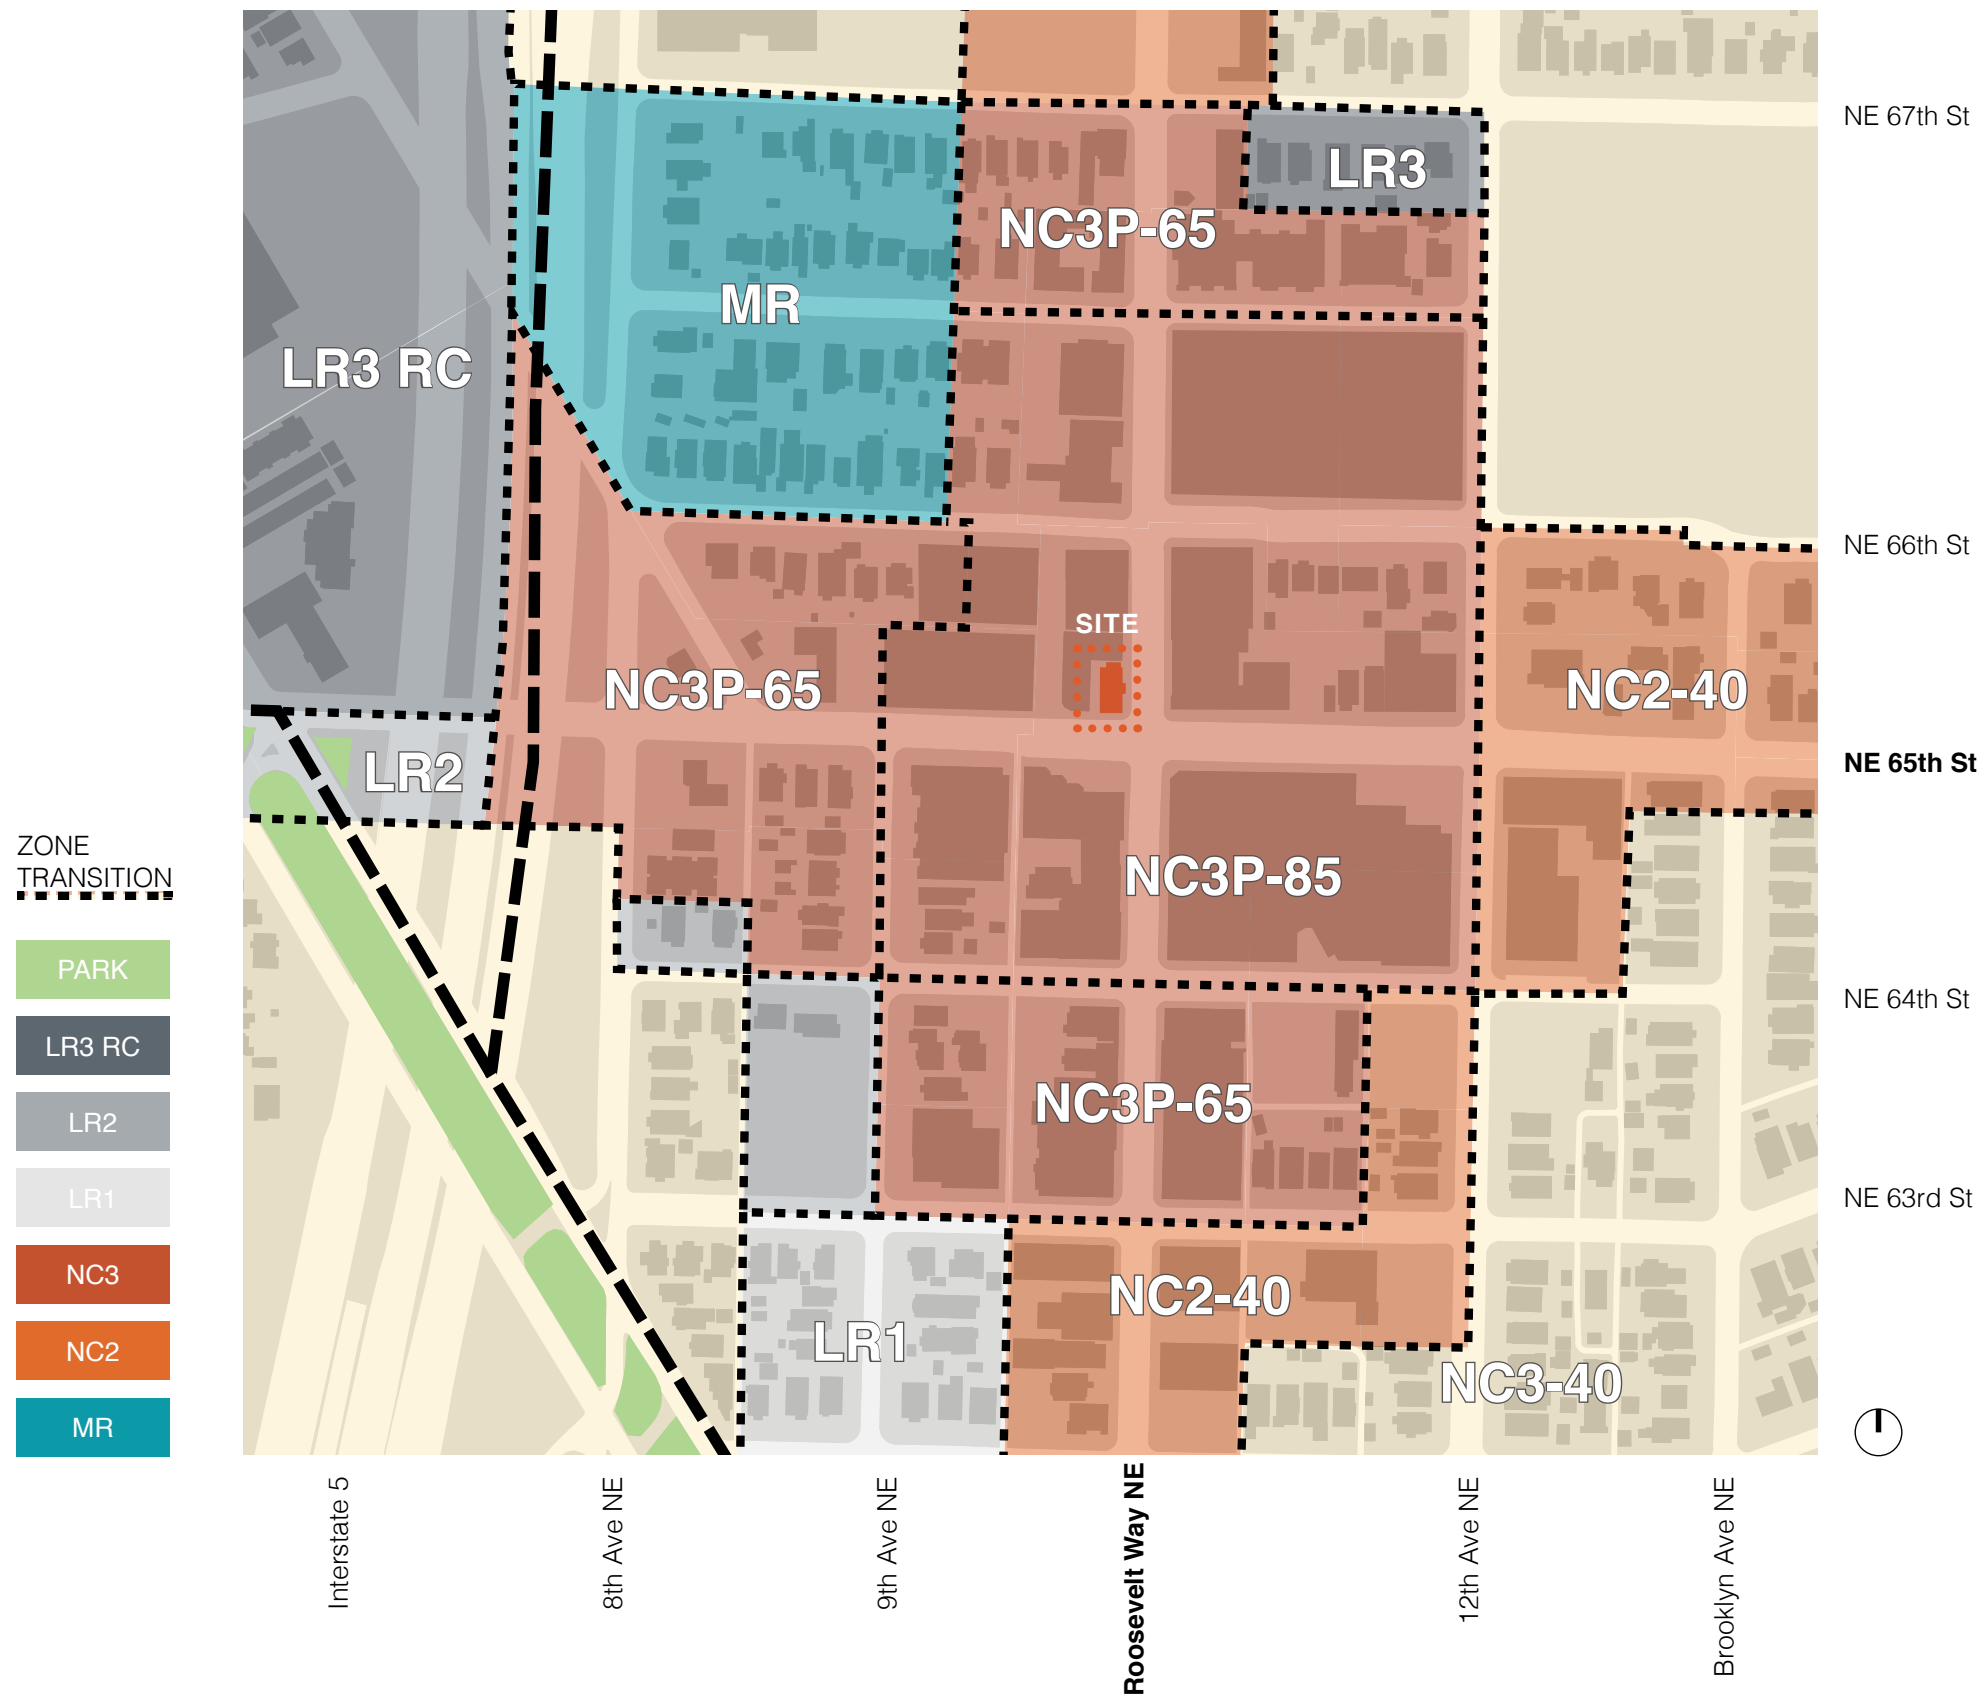 NE 67th St
LR3
NC3P-65
MR
LR3 RC
NE 66th St
SITE
NC3P-65
NC2-40
NE 65th St
LR2
ZONE
TRANSITION
NC3P-85
PARK
NE 64th St
LR3 RC
LR2
NC3P-65
LR1
NE 63rd St
NC3
NC2-40
NC2
LR1
NC3-40
MR
Interstate 5
8th Ave NE
9th Ave NE
Roosevelt Way NE
12th Ave NE
Brooklyn Ave NE